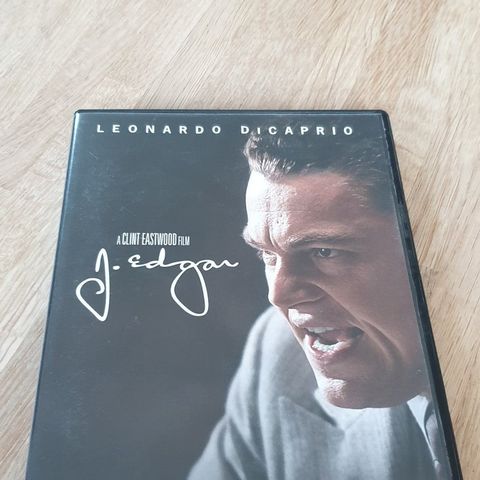 LEONARDO DICAPRIO
A CLINT EASTWOOD FILM
J. Edgar